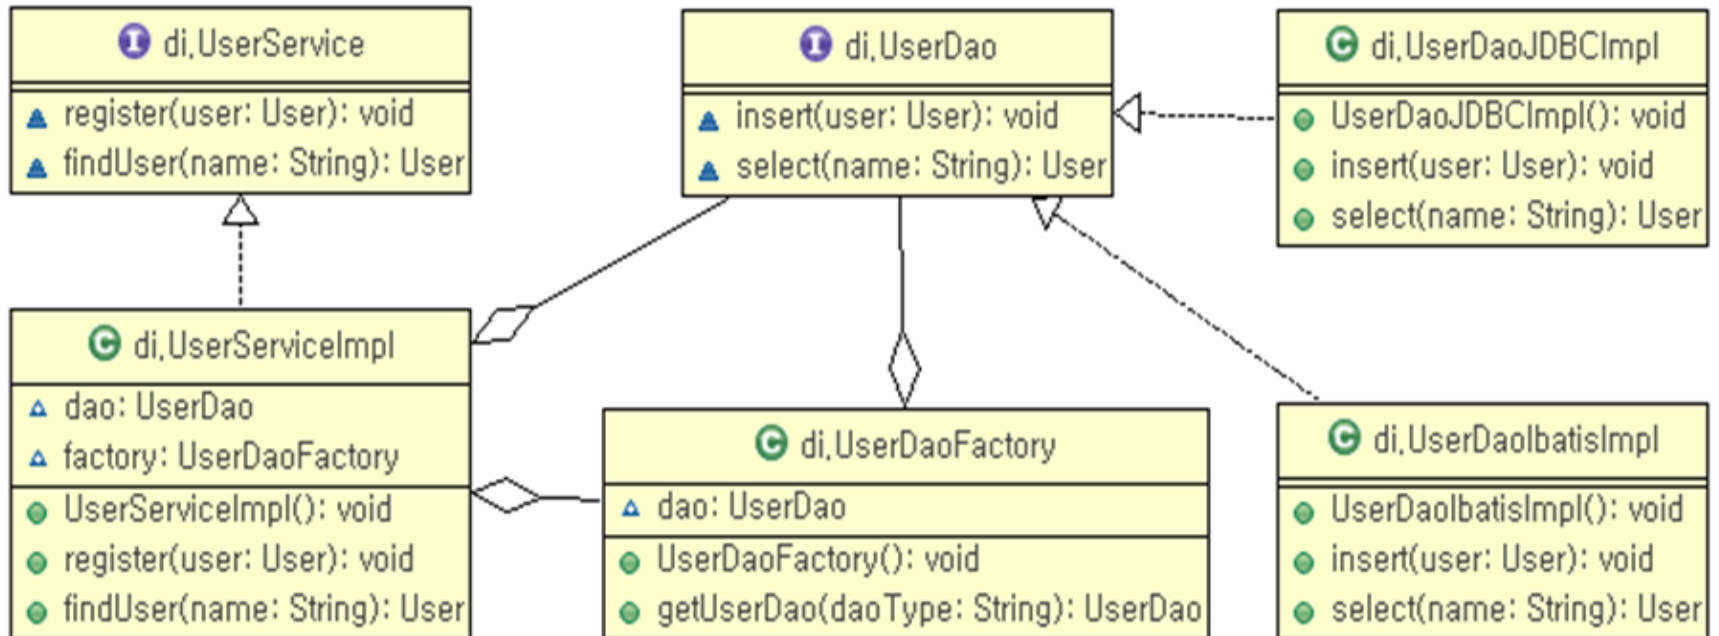 I di.UserService
register(user: User): void
findUser(name: String): User
I di.UserDao
insert(user: User): void
select(name: String): User
C di.UserDaoJDBCImpl
UserDaoJDBCImpl(): void
insert(user: User): void
select(name: String): User
C di.UserServiceImpl
dao: UserDao
factory: UserDaoFactory
UserServiceImpl(): void
register(user: User): void
findUser(name: String): User
C di.UserDaoFactory
dao: UserDao
UserDaoFactory(): void
getUserDao(daoType: String): UserDao
C di.UserDaoIbatisImpl
UserDaoIbatisImpl(): void
insert(user: User): void
select(name: String): User